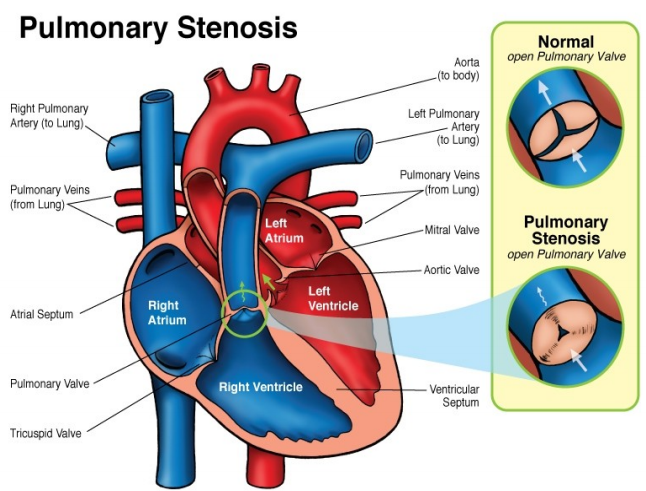 Pulmonary Stenosis
Aorta
(to body)
Right Pulmonary
Artery (to Lung)
Left Pulmonary
Artery
(to Lung)
Pulmonary Veins
(from Lung)
Pulmonary Veins
(from Lung)
Left
Atrium
Mitral Valve
Aortic Valve
Left
Ventricle
Right
Atrium
Atrial Septum
Pulmonary Valve
Right Ventricle
Ventricular
Septum
Tricuspid Valve
Normal
open Pulmonary Valve
Pulmonary
Stenosis
open Pulmonary Valve